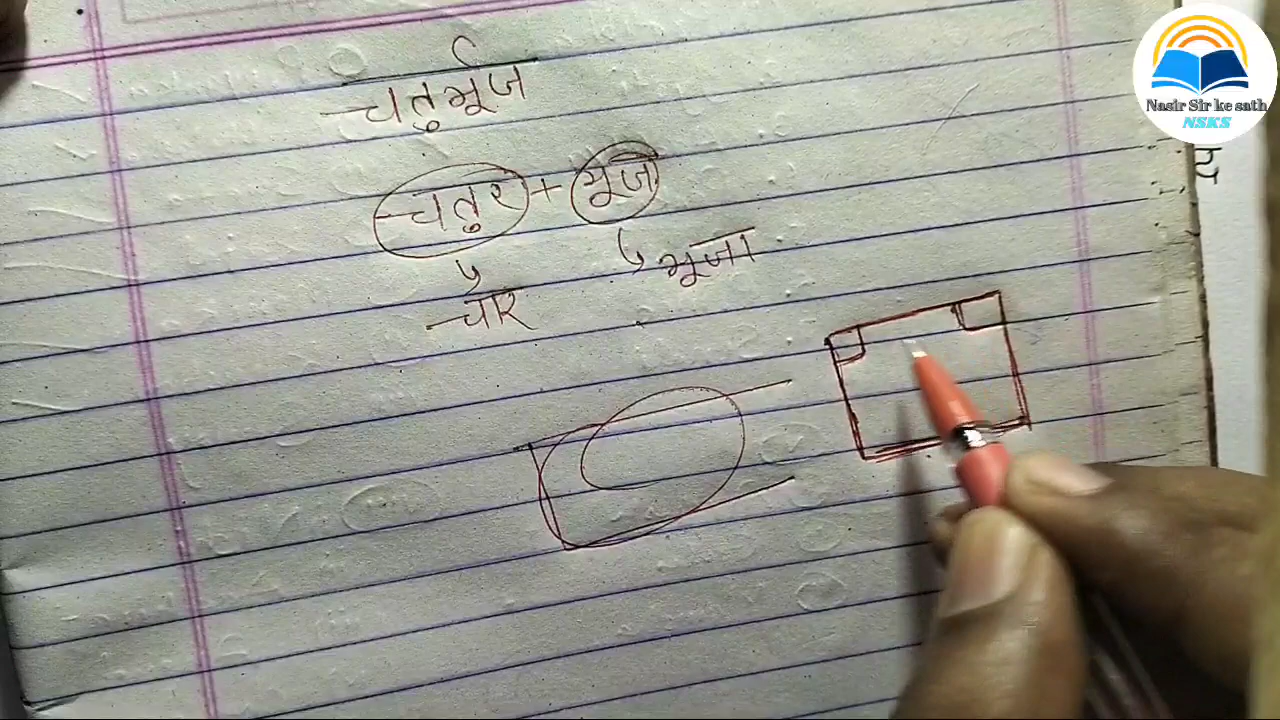 चतुर्भूज
चतुर + भूज
↳ भूजा
↳ चार
Nasir Sir ke sath
NSKS